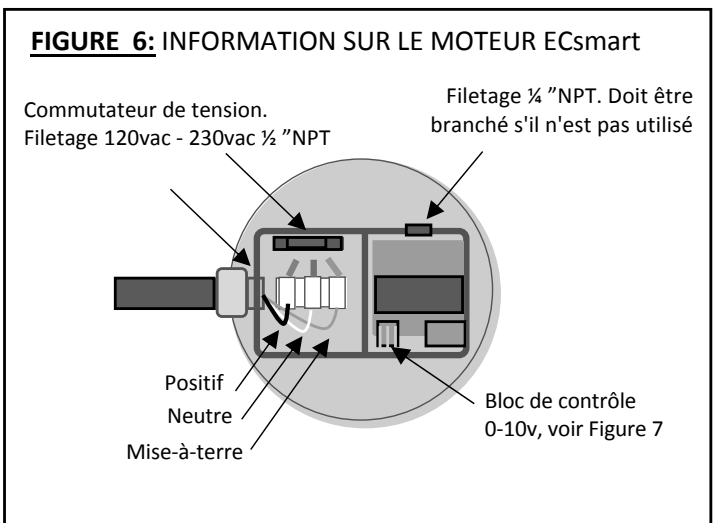 FIGURE 6: INFORMATION SUR LE MOTEUR ECsmart
Commutateur de tension.
Filetage 120vac - 230vac ½ ”NPT
Filetage ¼ ”NPT. Doit être
branché s'il n'est pas utilisé
Positif
Neutre
Mise-à-terre
Bloc de contrôle
0-10v, voir Figure 7